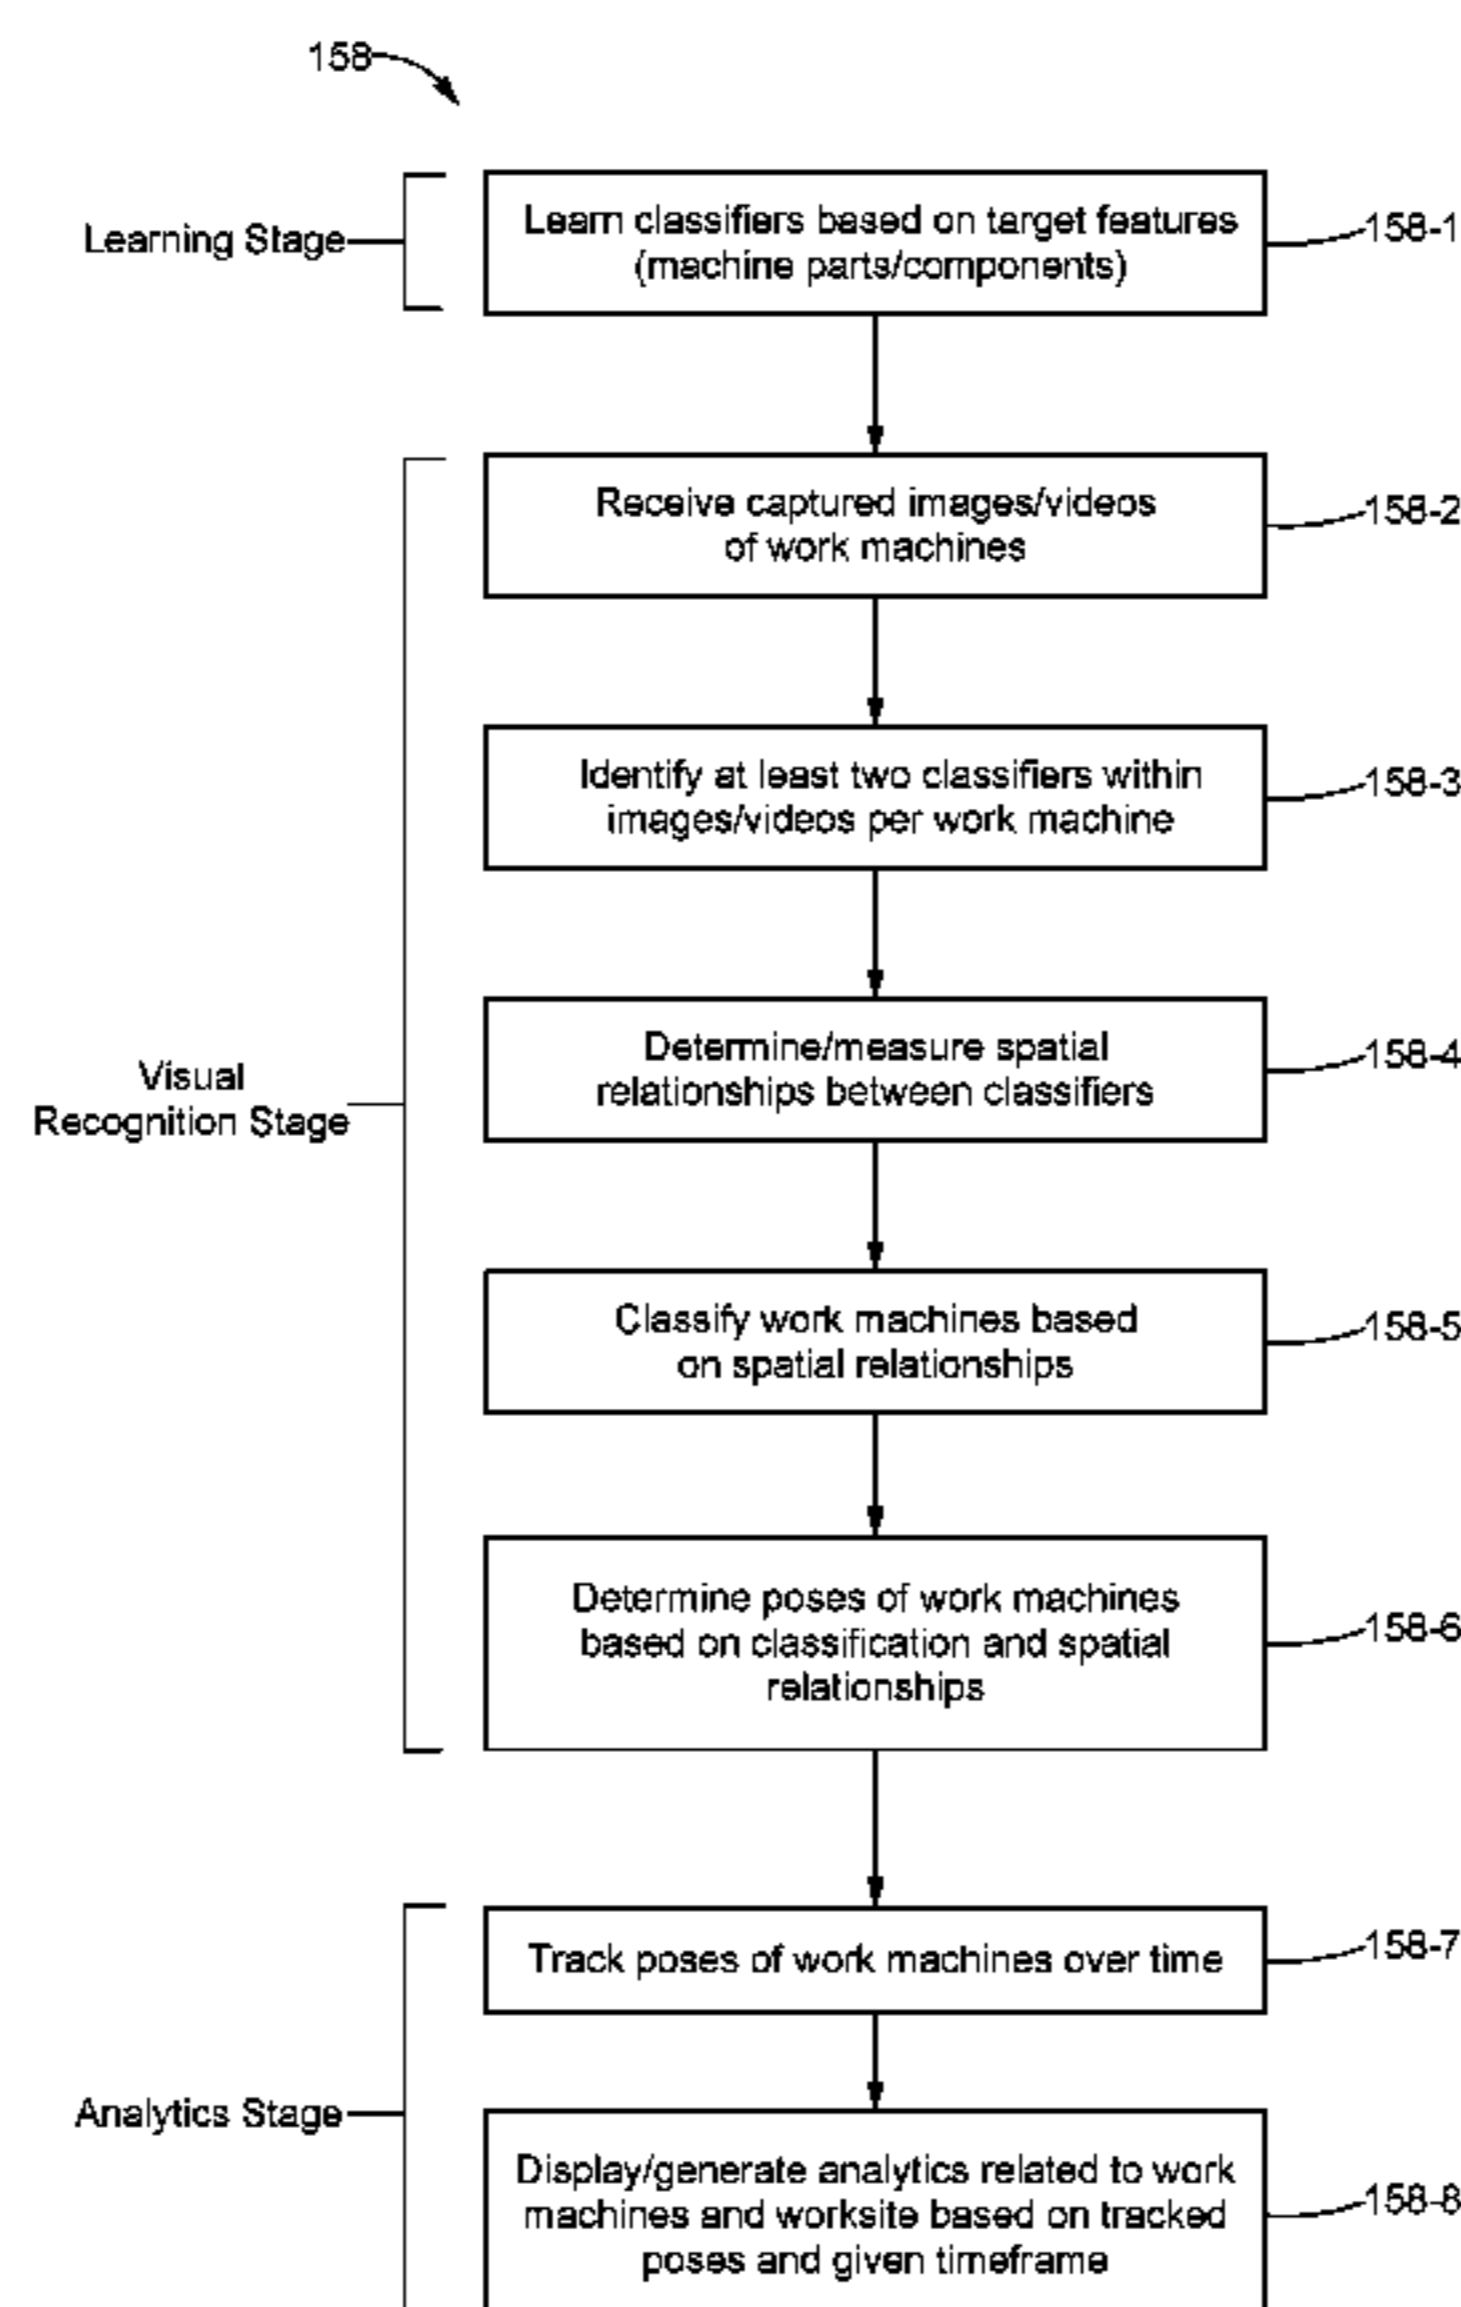 158
Learning Stage
Learn classifiers based on target features
(machine parts/components)
158-1
Receive captured images/videos
of work machines
158-2
Identify at least two classifiers within
images/videos per work machine
158-3
Visual
Recognition Stage
Determine/measure spatial
relationships between classifiers
158-4
Classify work machines based
on spatial relationships
158-5
Determine poses of work machines
based on classification and spatial
relationships
158-6
Track poses of work machines over time
158-7
Analytics Stage
Display/generate analytics related to work
machines and worksite based on tracked
poses and given timeframe
158-8